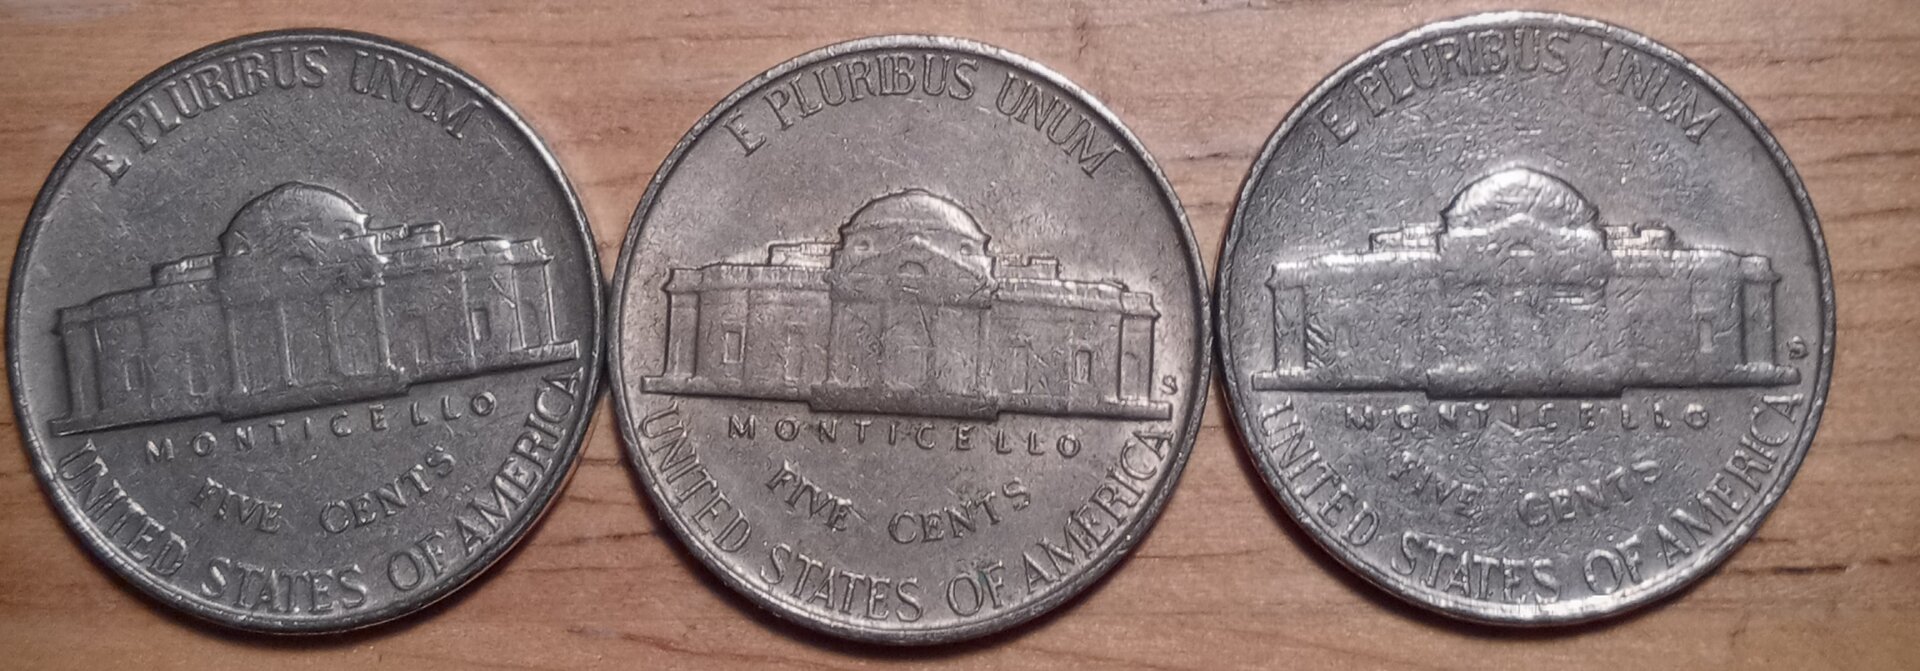 E PLURIBUS UNUM
MONTICELLO
FIVE CENTS
UNITED STATES OF AMERICA
E PLURIBUS UNUM
S
MONTICELLO
FIVE CENTS
UNITED STATES OF AMERICA
E PLURIBUS UNUM
S
MONTICELLO
FIVE CENTS
UNITED STATES OF AMERICA